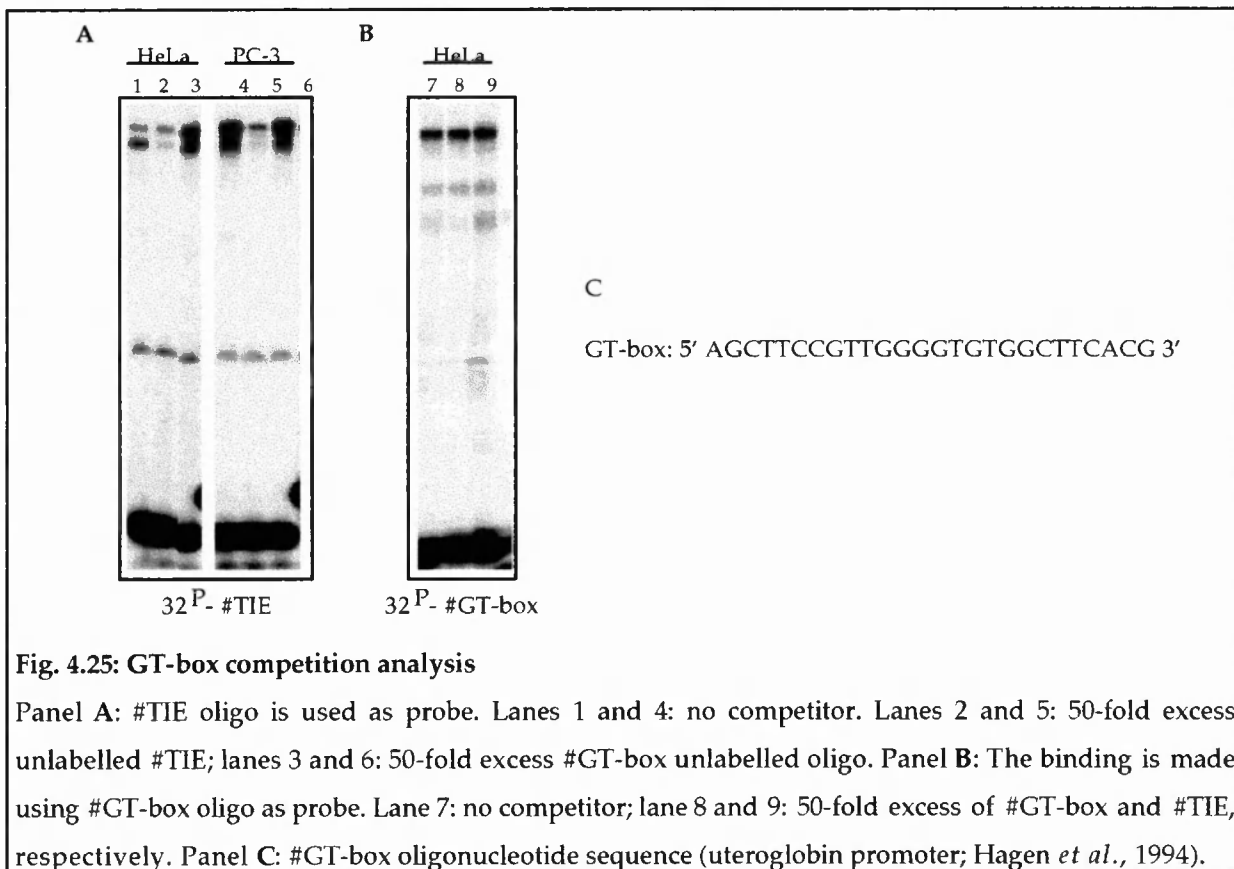 A
B
HeLa PC-3
HeLa
1 2 3 4 5 6
7 8 9
C
GT-box: 5′ AGCTTCCGTTGGGGTGTGGCTTCACG 3′
32P- #TIE
32P- #GT-box
Fig. 4.25: GT-box competition analysis
Panel A: #TIE oligo is used as probe. Lanes 1 and 4: no competitor. Lanes 2 and 5: 50-fold excess
unlabelled #TIE; lanes 3 and 6: 50-fold excess #GT-box unlabelled oligo. Panel B: The binding is made
using #GT-box oligo as probe. Lane 7: no competitor; lane 8 and 9: 50-fold excess of #GT-box and #TIE,
respectively. Panel C: #GT-box oligonucleotide sequence (uteroglobin promoter; Hagen et al., 1994).